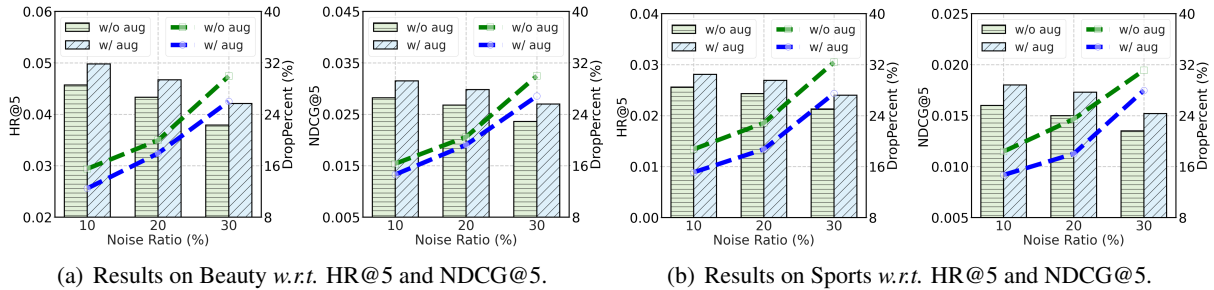 w/o aug w/o aug
w/ aug w/ aug
0.06
0.05
0.04
0.03
0.02
HR@5
40
32
24
16
8
DropPercent (%)
10 20 30
Noise Ratio (%)
w/o aug w/o aug
w/ aug w/ aug
0.045
0.035
0.025
0.015
0.005
NDCG@5
40
32
24
16
8
DropPercent (%)
10 20 30
Noise Ratio (%)
(a) Results on Beauty w.r.t. HR@5 and NDCG@5.
w/o aug w/o aug
w/ aug w/ aug
0.04
0.03
0.02
0.01
0.00
HR@5
40
32
24
16
8
DropPercent (%)
10 20 30
Noise Ratio (%)
w/o aug w/o aug
w/ aug w/ aug
0.025
0.020
0.015
0.010
0.005
NDCG@5
40
32
24
16
8
DropPercent (%)
10 20 30
Noise Ratio (%)
(b) Results on Sports w.r.t. HR@5 and NDCG@5.